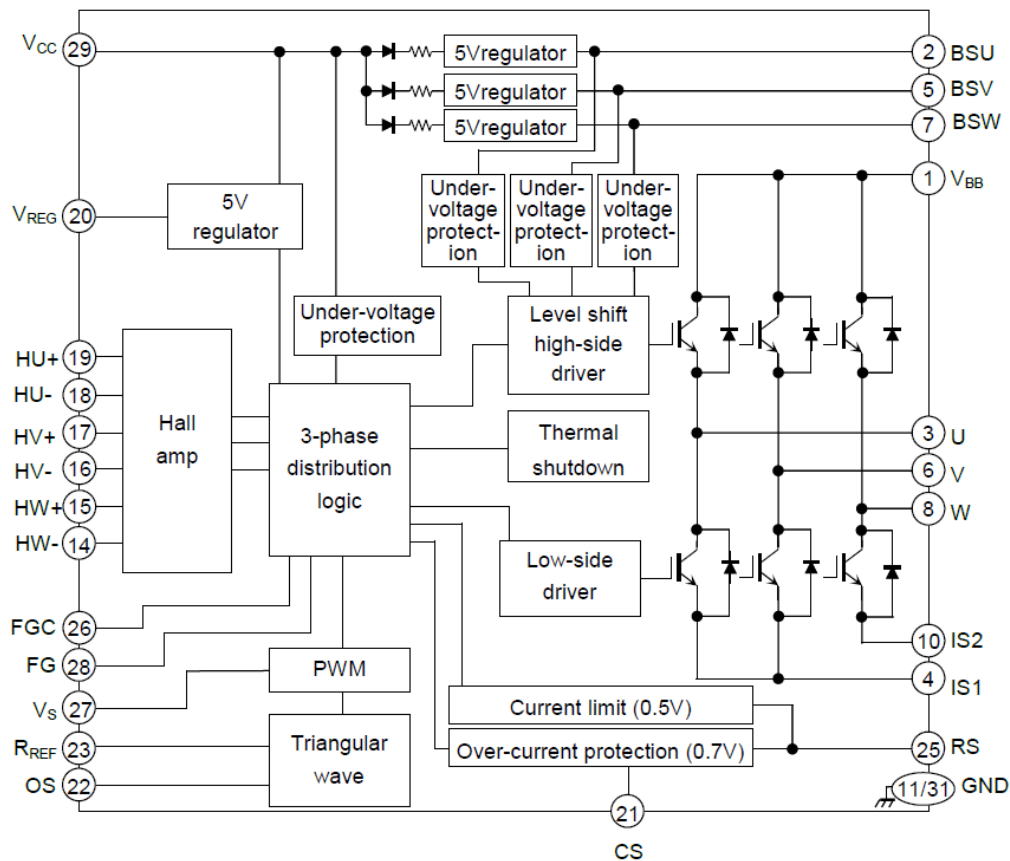 VCC 29
5Vregulator
2 BSU
5Vregulator
5 BSV
5Vregulator
7 BSW
Under-
voltage
protect-
ion
Under-
voltage
protect-
ion
Under-
voltage
protect-
ion
1 VBB
VREG 20
5V
regulator
Under-voltage
protection
Level shift
high-side
driver
HU+ 19
HU- 18
HV+ 17
HV- 16
HW+ 15
HW- 14
Hall
amp
3-phase
distribution
logic
Thermal
shutdown
3 U
6 V
8 W
Low-side
driver
FGC 26
FG 28
VS 27
RREF 23
OS 22
PWM
Triangular
wave
10 IS2
4 IS1
Current limit (0.5V)
Over-current protection (0.7V)
25 RS
11/31 GND
21
CS